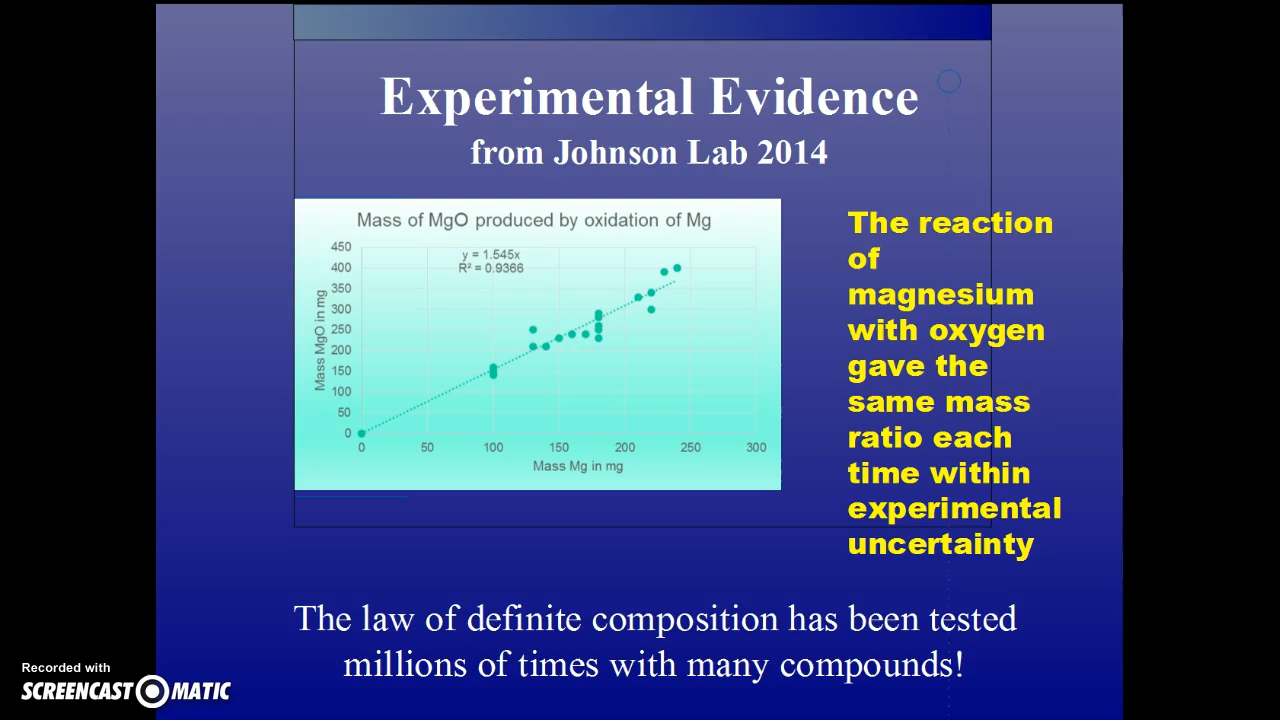 Experimental Evidence
from Johnson Lab 2014
Mass of MgO produced by oxidation of Mg
y = 1.545x
R² = 0.9366
450
400
350
300
250
200
150
100
50
0
Mass MgO in mg
0 50 100 150 200 250 300
Mass Mg in mg
The reaction
of
magnesium
with oxygen
gave the
same mass
ratio each
time within
experimental
uncertainty
The law of definite composition has been tested
millions of times with many compounds!
Recorded with
SCREENCAST-O-MATIC